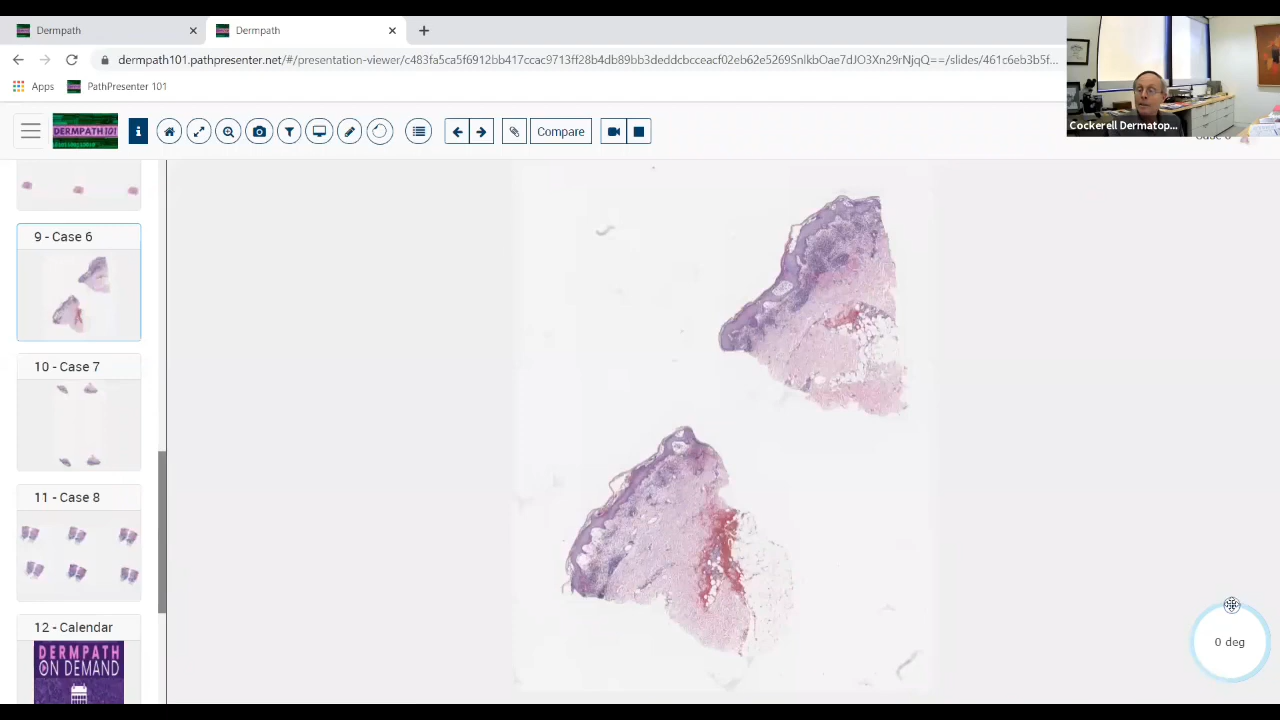 Dermpath
Dermpath
dermpath101.pathpresenter.net/#/presentation-viewer/c483fa5ca5f6912bb417ccac9713ff28b4db89bb3deddcbcceacf02eb62e5269SnlkbOae7dJO3Xn29rNjqQ==/slides/461c6eb3b5f...
Apps
PathPresenter 101
DERMPATH 101
Compare
Cockerell Dermatop...
9 - Case 6
10 - Case 7
11 - Case 8
12 - Calendar
DERMPATH
ON DEMAND
0 deg